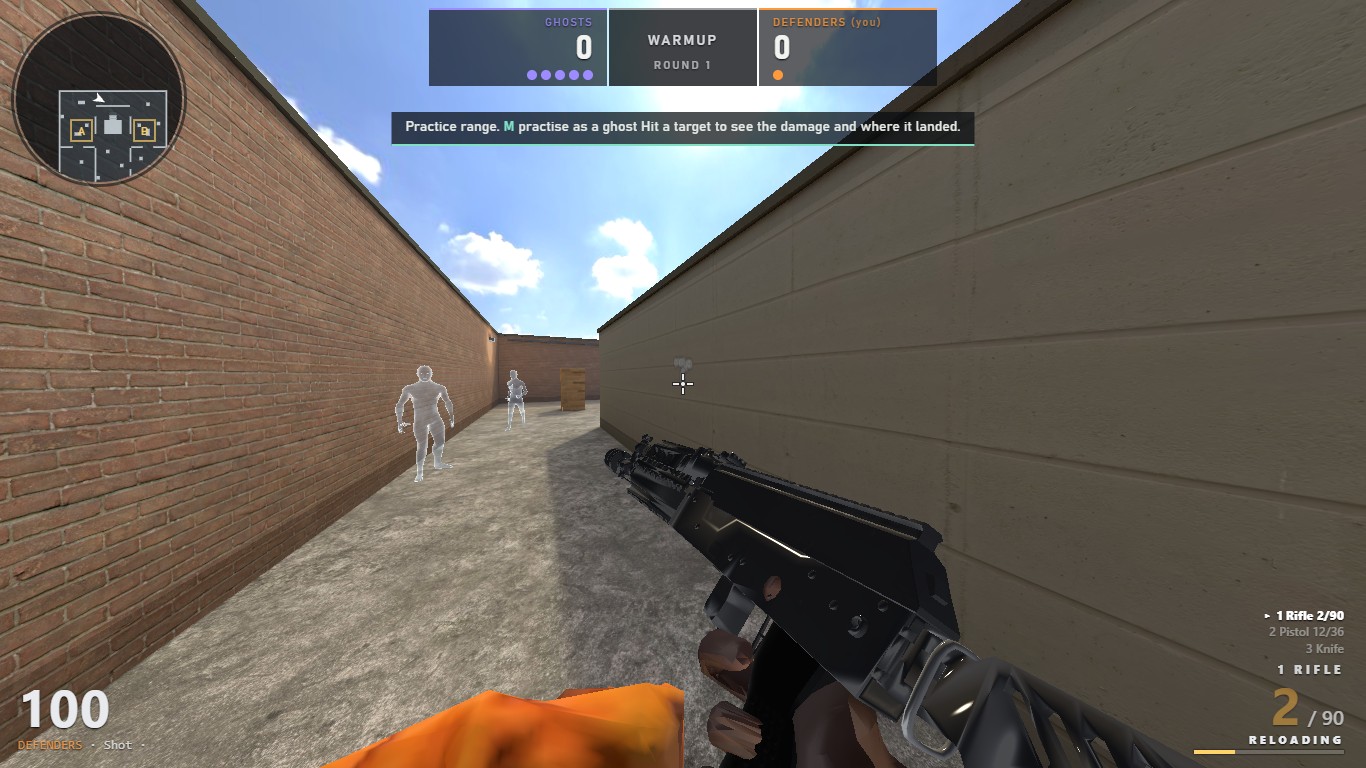 GHOSTS
0
WARMUP
ROUND 1
DEFENDERS (you)
0
A
B
Practice range. M practise as a ghost Hit a target to see the damage and where it landed.
▸ 1 Rifle 2/90
2 Pistol 12/36
3 Knife
1 RIFLE
2 / 90
RELOADING
100
DEFENDERS · Shot ·